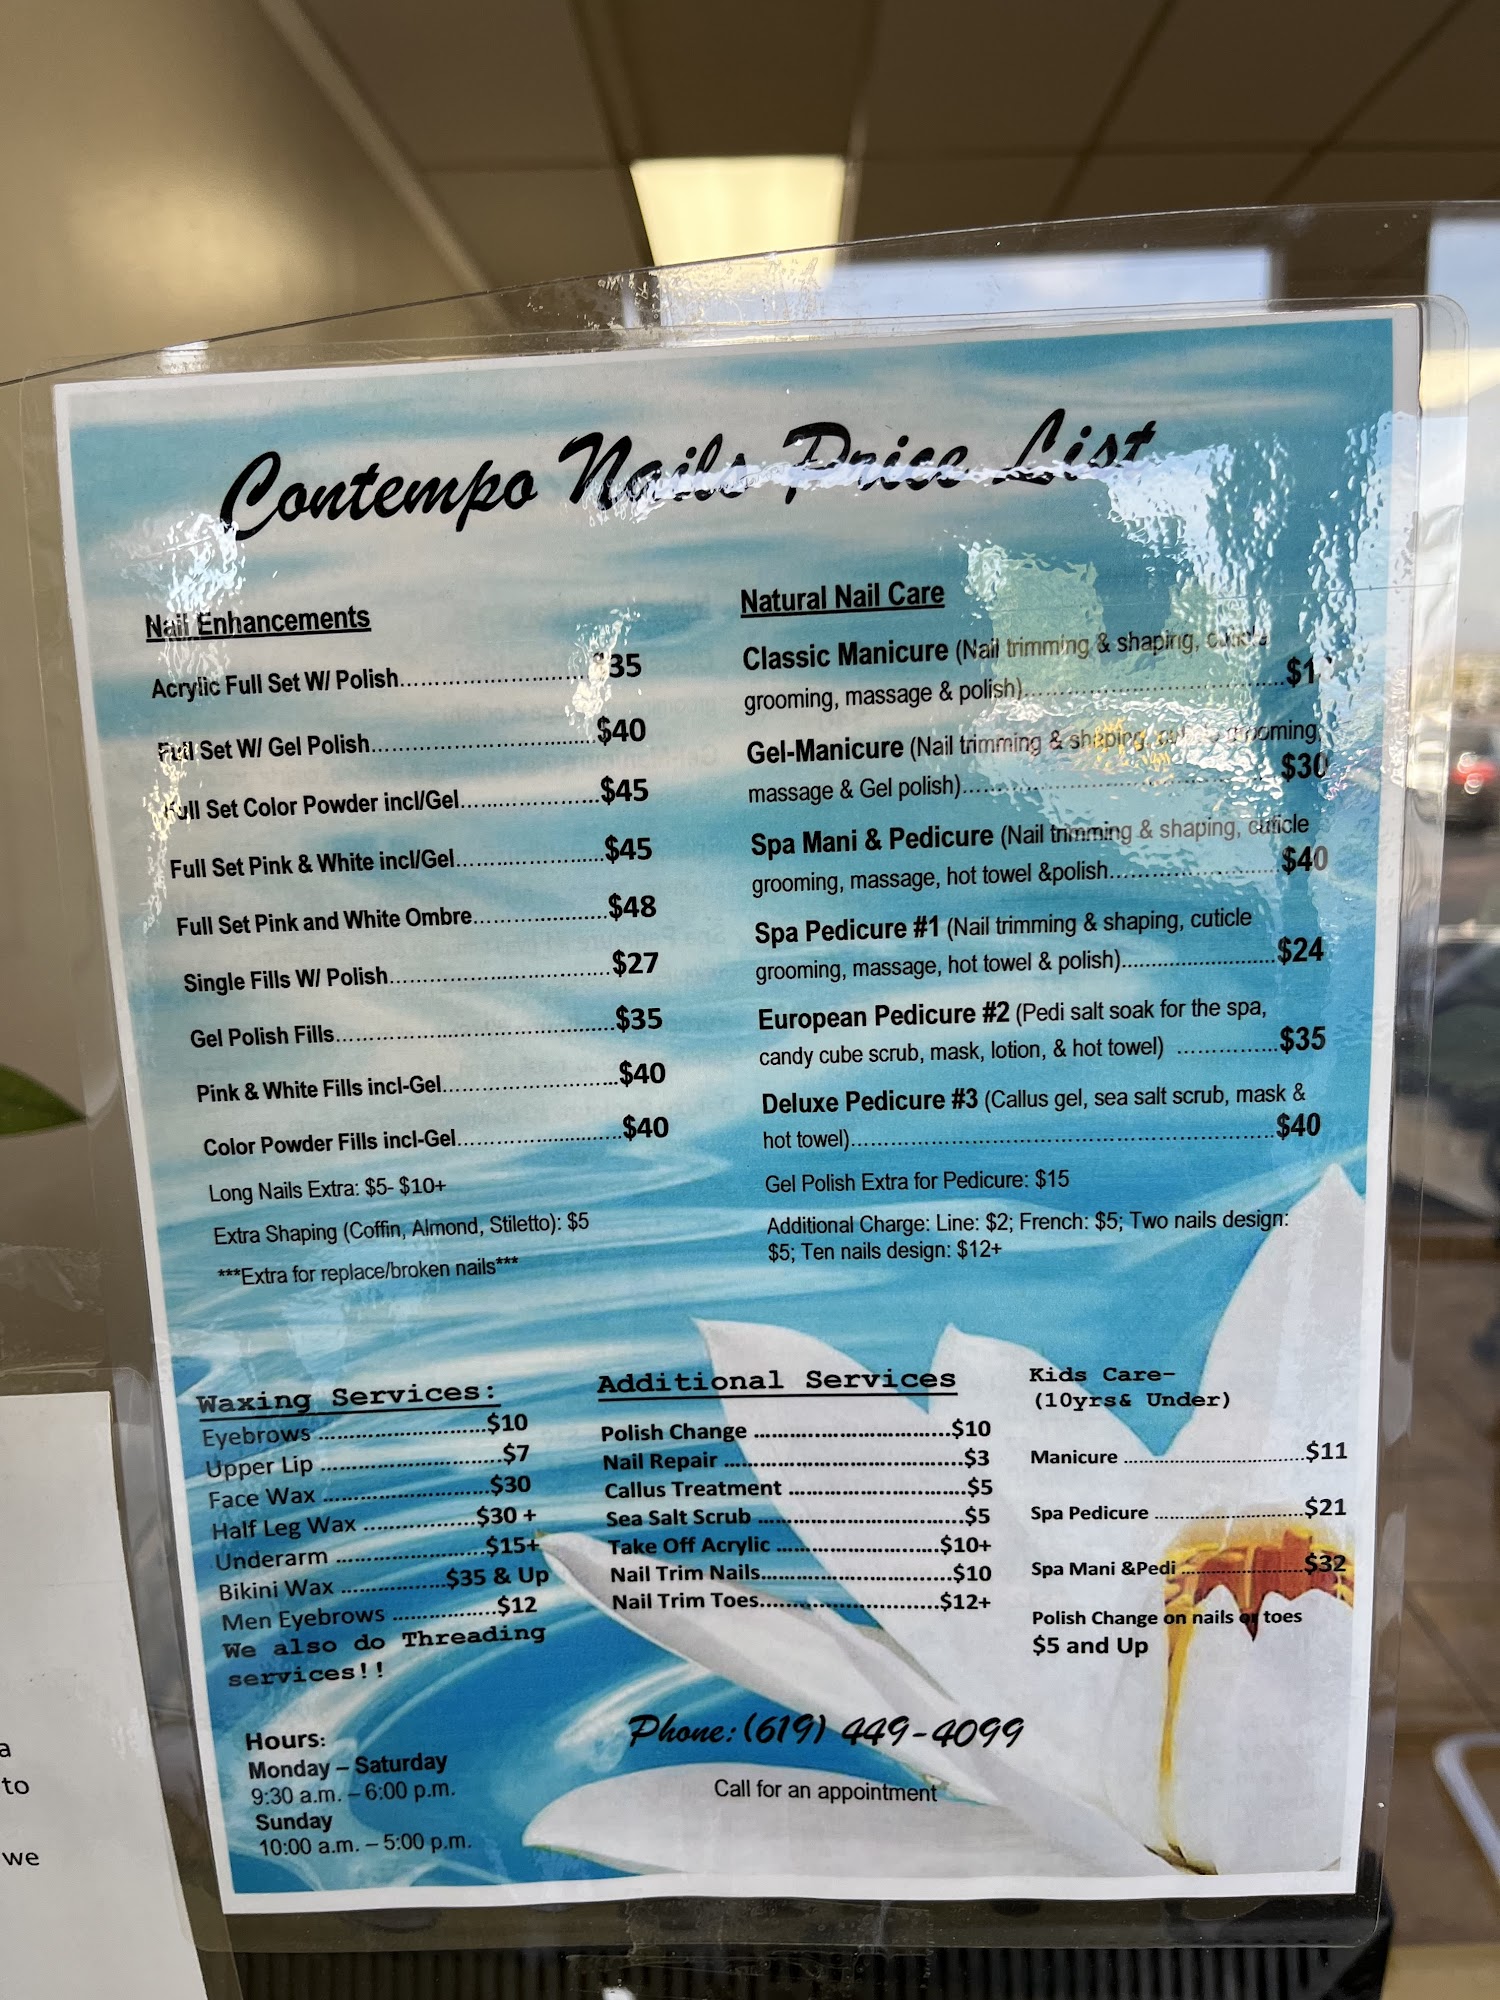 Contempo Nails Price List
Nail Enhancements
Acrylic Full Set W/ Polish..............................$35
Full Set W/ Gel Polish....................................$40
Full Set Color Powder incl/Gel......................$45
Full Set Pink & White incl/Gel.......................$45
Full Set Pink and White Ombre.....................$48
Single Fills W/ Polish....................................$27
Gel Polish Fills.............................................$35
Pink & White Fills incl-Gel............................$40
Color Powder Fills incl-Gel..........................$40
Long Nails Extra: $5- $10+
Extra Shaping (Coffin, Almond, Stiletto): $5
***Extra for replace/broken nails***
Natural Nail Care
Classic Manicure (Nail trimming & shaping, cuticle
grooming, massage & polish)........................................
Gel-Manicure (Nail trimming & shaping, cuticle grooming,
massage & Gel polish)..................................................$30
Spa Mani & Pedicure (Nail trimming & shaping, cuticle
grooming, massage, hot towel &polish..........................$40
Spa Pedicure #1 (Nail trimming & shaping, cuticle
grooming, massage, hot towel & polish)........................$24
European Pedicure #2 (Pedi salt soak for the spa,
candy cube scrub, mask, lotion, & hot towel) ................$35
Deluxe Pedicure #3 (Callus gel, sea salt scrub, mask &
hot towel).....................................................................$40
Gel Polish Extra for Pedicure: $15
Additional Charge: Line: $2; French: $5; Two nails design:
$5; Ten nails design: $12+
Waxing Services:
Eyebrows .............................$10
Upper Lip ...............................$7
Face Wax .............................$30
Half Leg Wax ...................$30 +
Underarm .........................$15+
Bikini Wax ..................$35 & Up
Men Eyebrows ..................$12
We also do Threading
services!!
Additional Services
Polish Change ..................................$10
Nail Repair .........................................$3
Callus Treatment ...............................$5
Sea Salt Scrub ...................................$5
Take Off Acrylic ............................$10+
Nail Trim Nails.................................$10
Nail Trim Toes...............................$12+
Kids Care-
(10yrs& Under)
Manicure .................................$11
Spa Pedicure ...........................$21
Spa Mani &Pedi ......................$32
Polish Change on nails or toes
$5 and Up
Hours:
Monday – Saturday
9:30 a.m. – 6:00 p.m.
Sunday
10:00 a.m. – 5:00 p.m.
Phone: (619) 449-4099
Call for an appointment
a
to
we